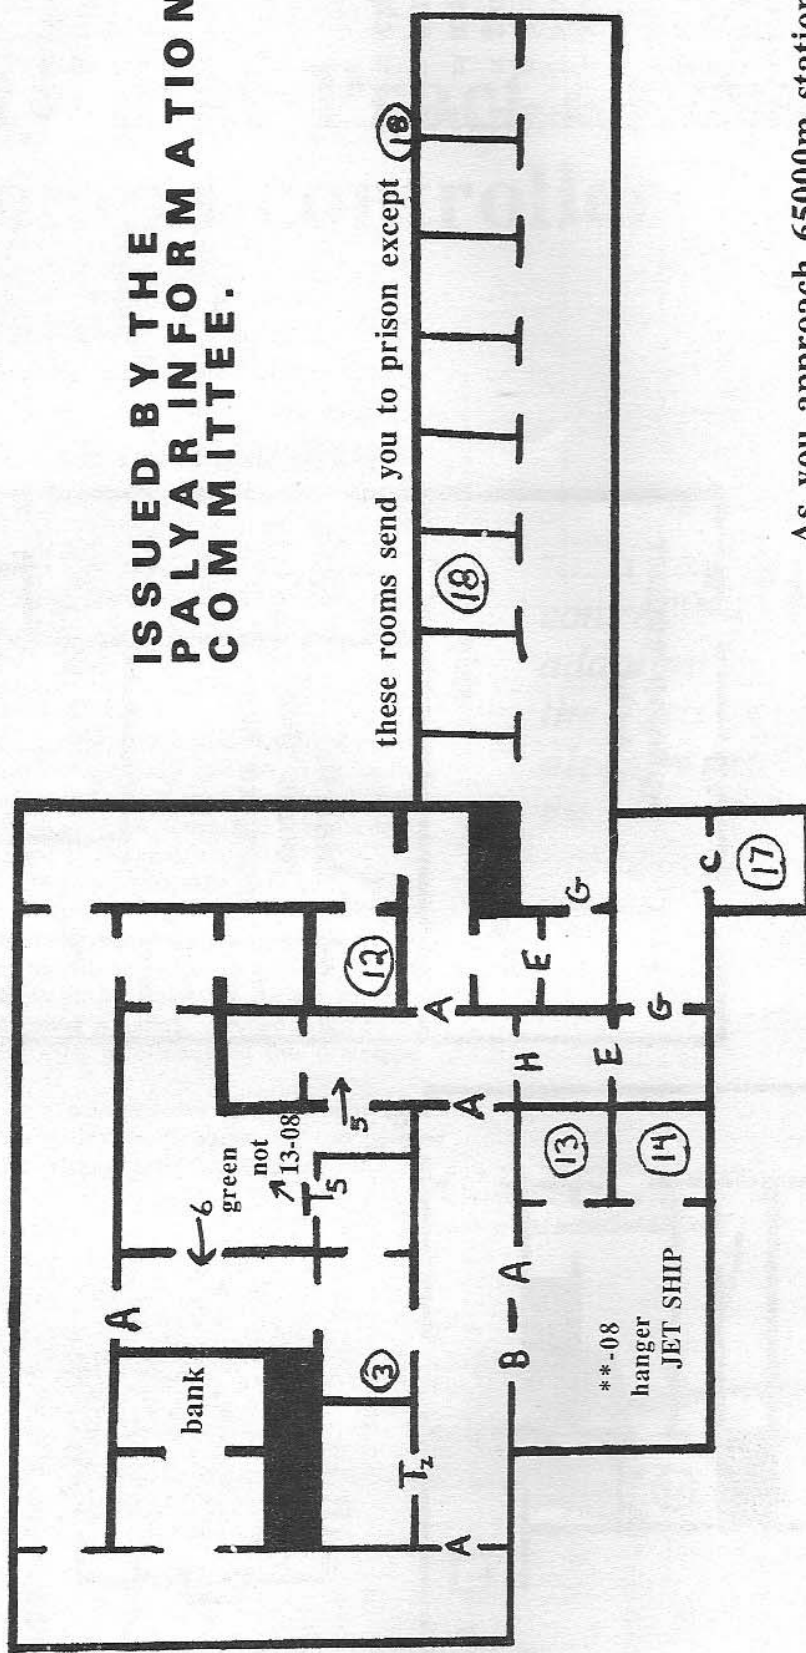 ISSUED BY THE
PALYAR INFORMATION
COMMITTEE.
these rooms send you to prison except 18
18
bank
A
6
green
not
13-08
5
T5
3
T2
A
12
A
A
H
E
G
E
G
C
17
B
A
13
14
**-08
hanger
JET SHIP
As you approach 65000m station